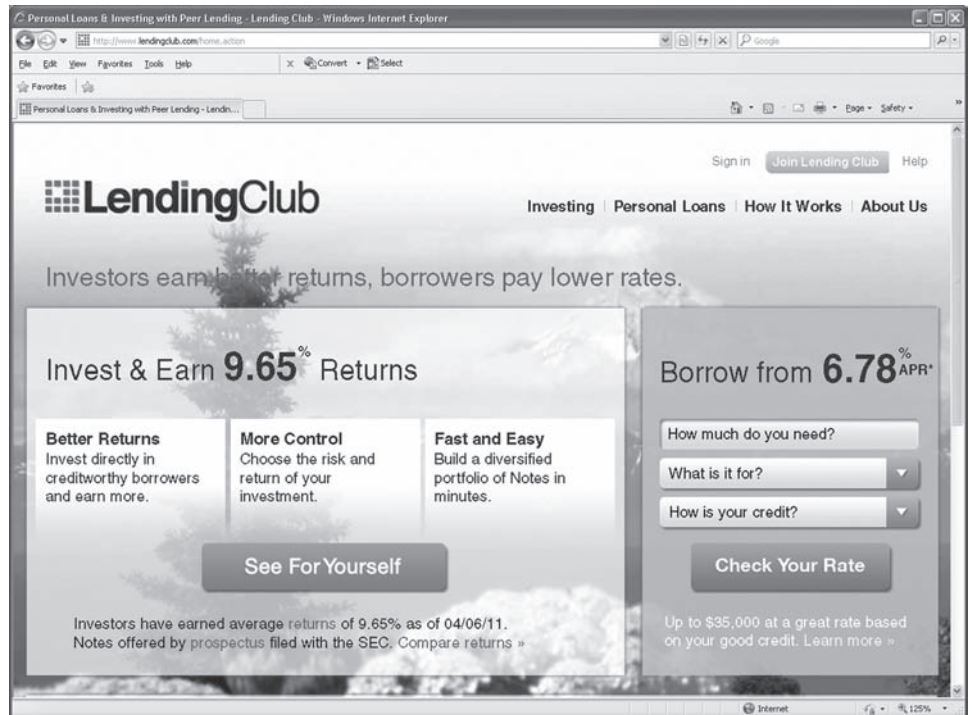 Personal Loans & Investing with Peer Lending - Lending Club - Windows Internet Explorer
http://www.lendingclub.com/home.action
Google
File Edit View Favorites Tools Help
x Convert Select
Favorites
Personal Loans & Investing with Peer Lending - Lendin...
Page Safety
Sign in Join Lending Club Help
LendingClub
Investing Personal Loans How It Works About Us
Investors earn better returns, borrowers pay lower rates.
Invest & Earn 9.65% Returns
Better Returns
Invest directly in
creditworthy borrowers
and earn more.
More Control
Choose the risk and
return of your
investment.
Fast and Easy
Build a diversified
portfolio of Notes in
minutes.
See For Yourself
Investors have earned average returns of 9.65% as of 04/06/11.
Notes offered by prospectus filed with the SEC. Compare returns »
Borrow from 6.78% APR*
How much do you need?
What is it for?
How is your credit?
Check Your Rate
Up to $35,000 at a great rate based
on your good credit. Learn more »
Internet
125%